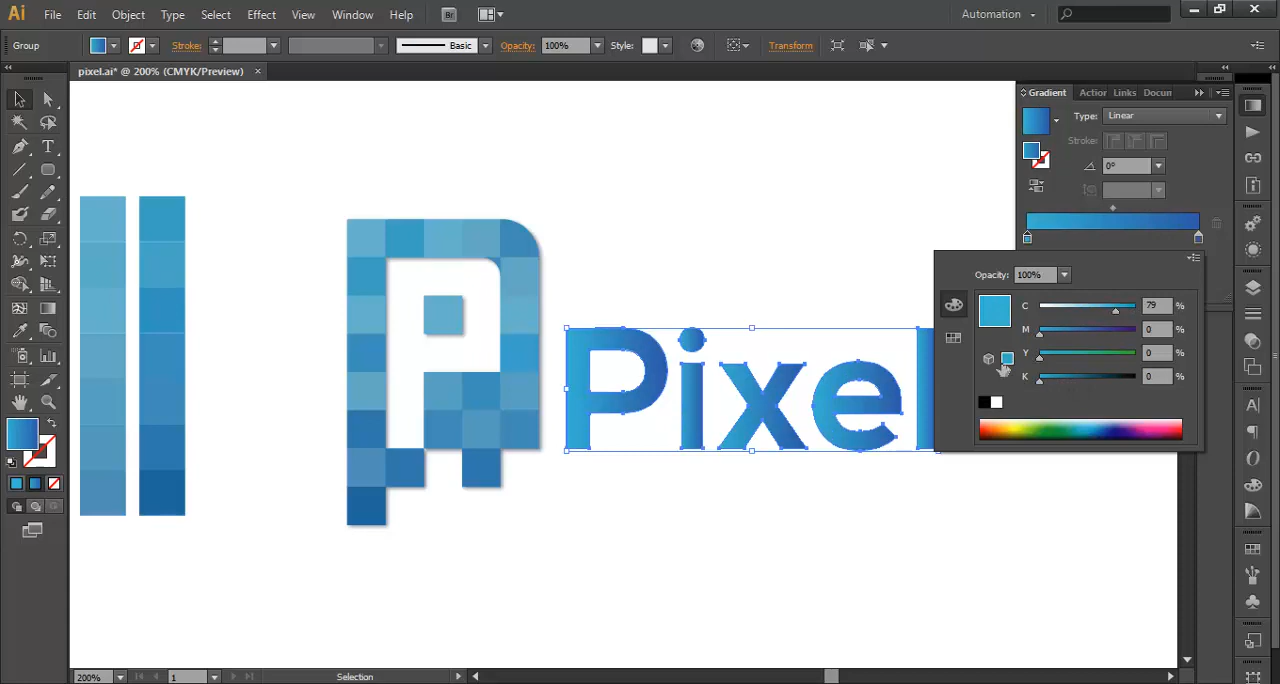 Ai File Edit Object Type Select Effect View Window Help Br Automation
Group Stroke: Basic Opacity: 100% Style: Transform
pixel.ai* @ 200% (CMYK/Preview) ×
Gradient Action Links Docum
Type: Linear
Stroke:
0°
Opacity: 100%
C 79 %
M 0 %
Y 0 %
K 0 %
Pixel
T
A
O
200% 1 Selection